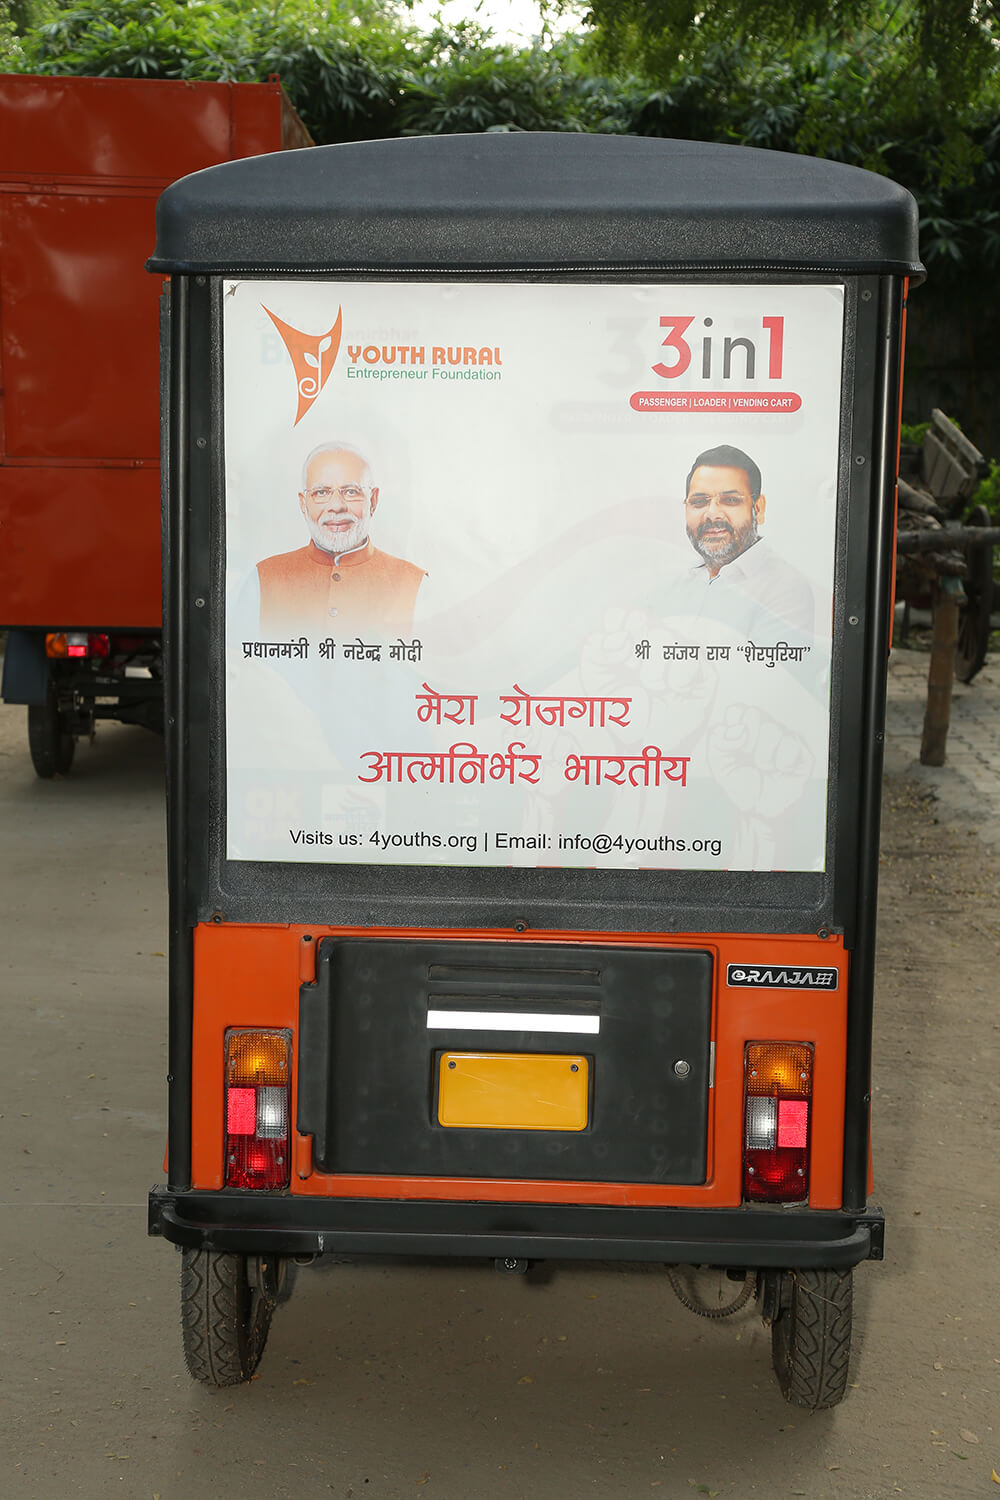 YOUTH RURAL
Entrepreneur Foundation
3in1
PASSENGER | LOADER | VENDING CART
प्रधानमंत्री श्री नरेन्द्र मोदी
श्री संजय राय “शेरपुरिया”
मेरा रोजगार
आत्मनिर्भर भारतीय
Visits us: 4youths.org | Email: info@4youths.org
eRAAJA